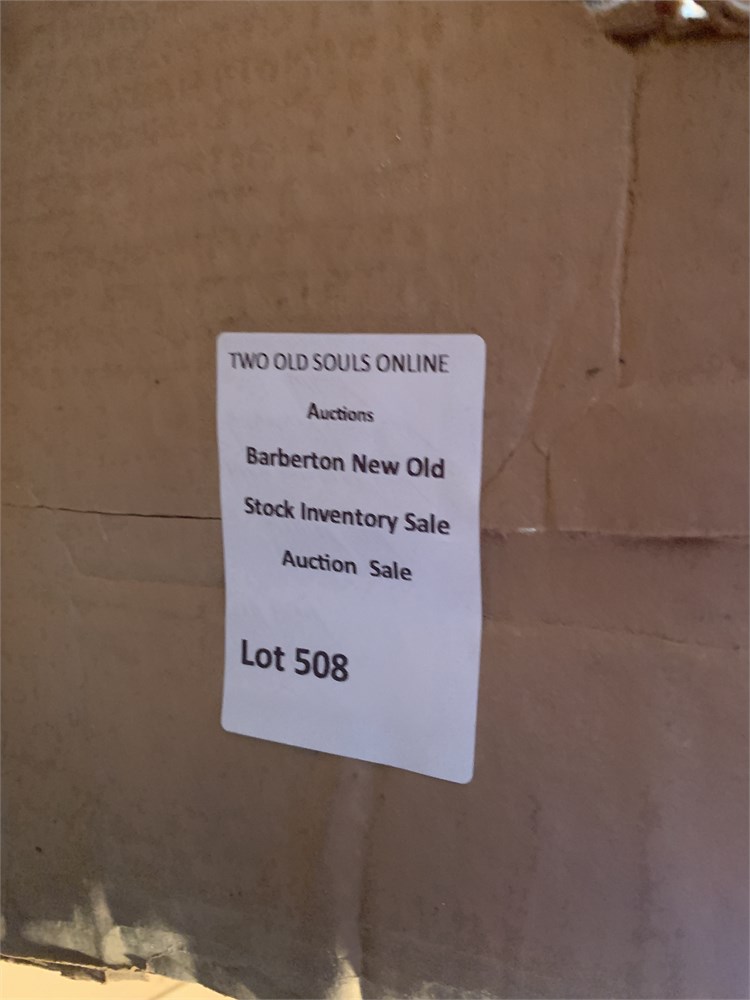 TWO OLD SOULS ONLINE
Auctions
Barberton New Old
Stock Inventory Sale
Auction Sale
Lot 508